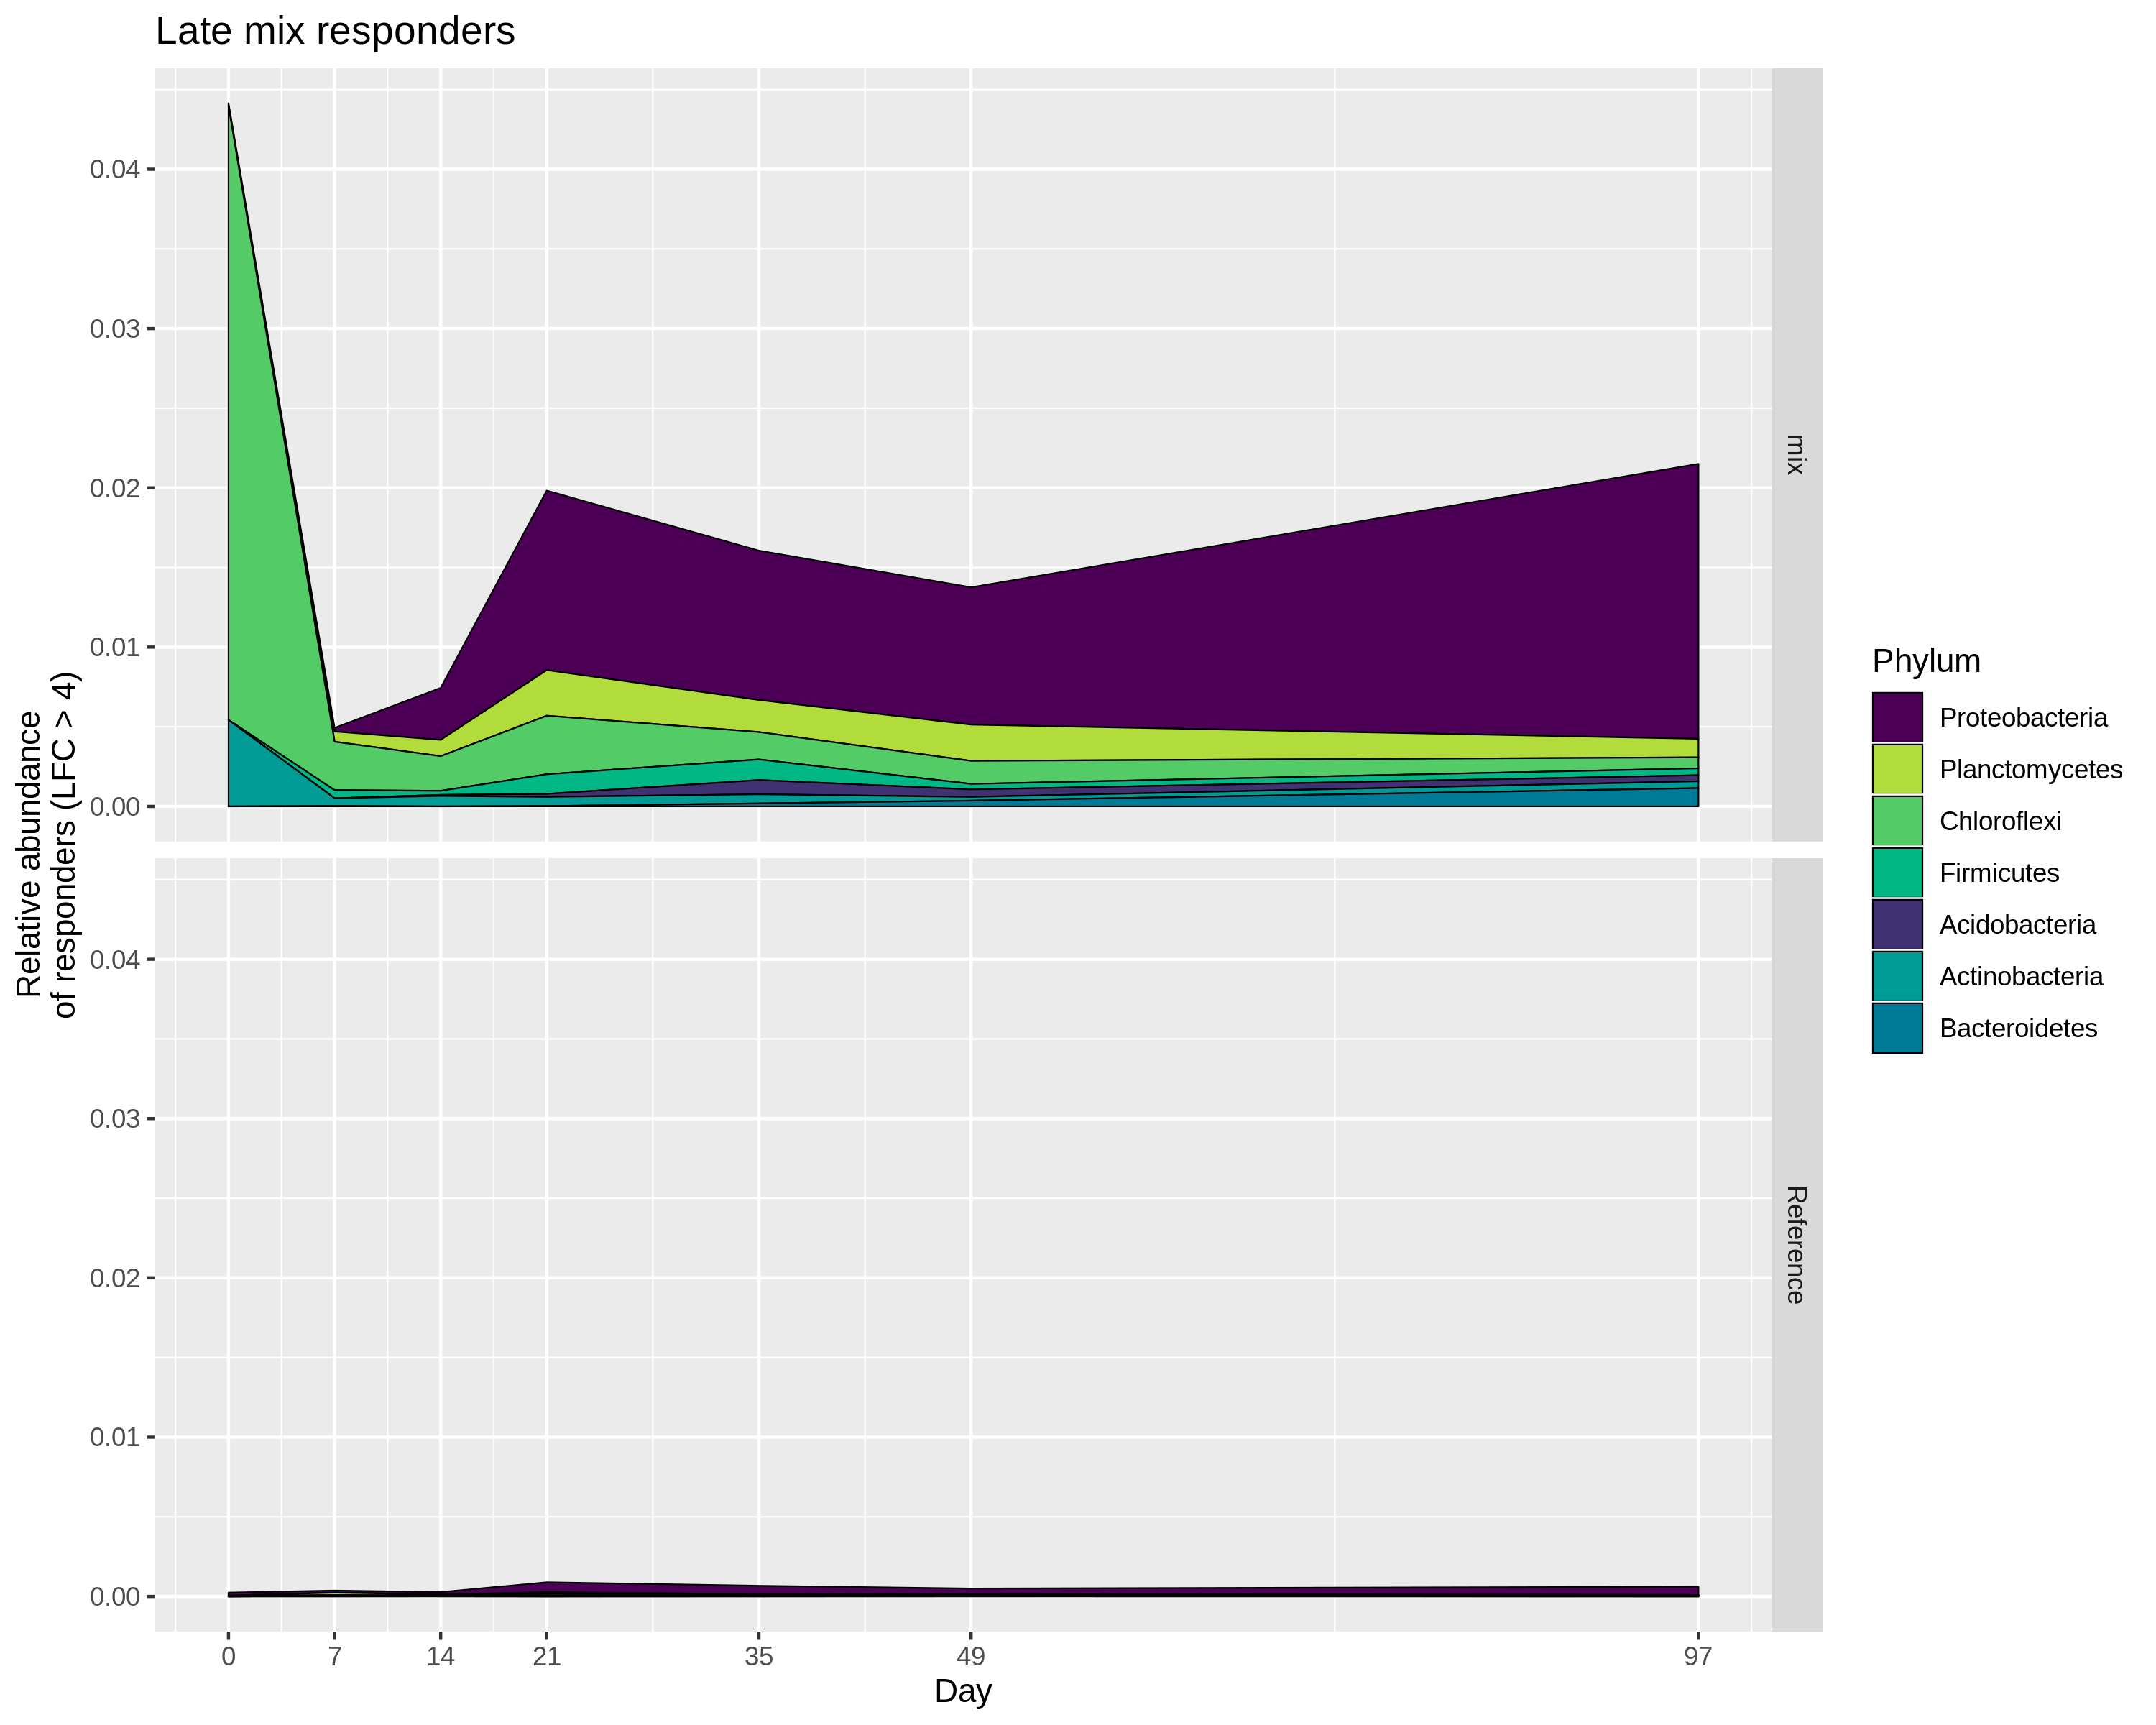 Late mix responders
Relative abundance
of responders (LFC > 4)
0.04
0.03
0.02
0.01
0.00
mix
0.04
0.03
0.02
0.01
0.00
Reference
0 7 14 21 35 49 97
Day
Phylum
Proteobacteria
Planctomycetes
Chloroflexi
Firmicutes
Acidobacteria
Actinobacteria
Bacteroidetes